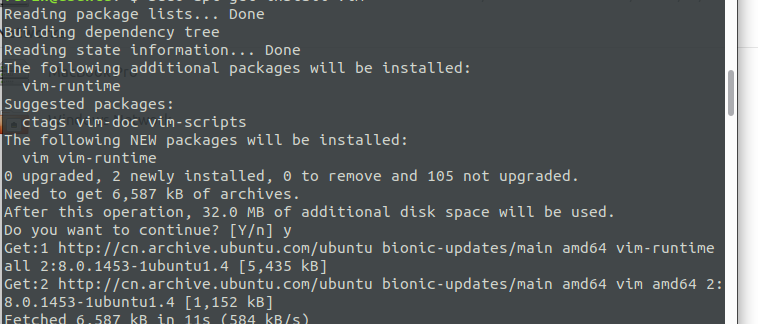 Reading package lists... Done
Building dependency tree
Reading state information... Done
The following additional packages will be installed:
  vim-runtime
Suggested packages:
  ctags vim-doc vim-scripts
The following NEW packages will be installed:
  vim vim-runtime
0 upgraded, 2 newly installed, 0 to remove and 105 not upgraded.
Need to get 6,587 kB of archives.
After this operation, 32.0 MB of additional disk space will be used.
Do you want to continue? [Y/n] y
Get:1 http://cn.archive.ubuntu.com/ubuntu bionic-updates/main amd64 vim-runtime
all 2:8.0.1453-1ubuntu1.4 [5,435 kB]
Get:2 http://cn.archive.ubuntu.com/ubuntu bionic-updates/main amd64 vim amd64 2:
8.0.1453-1ubuntu1.4 [1,152 kB]
Fetched 6,587 kB in 11s (584 kB/s)